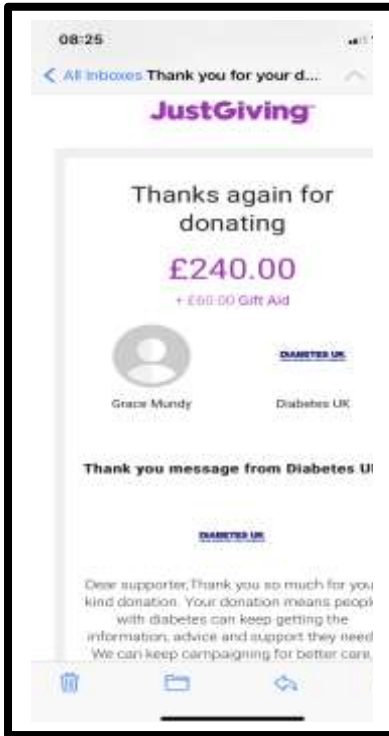 08:25
All Inboxes Thank you for your d...
JustGiving
Thanks again for
donating
£240.00
+ £60.00 Gift Aid
DIABETES UK
Grace Mundy Diabetes UK
Thank you message from Diabetes U
DIABETES UK
Dear supporter,Thank you so much for you
kind donation. Your donation means peopl
with diabetes can keep getting the
information, advice and support they need
We can keep campaigning for better care,